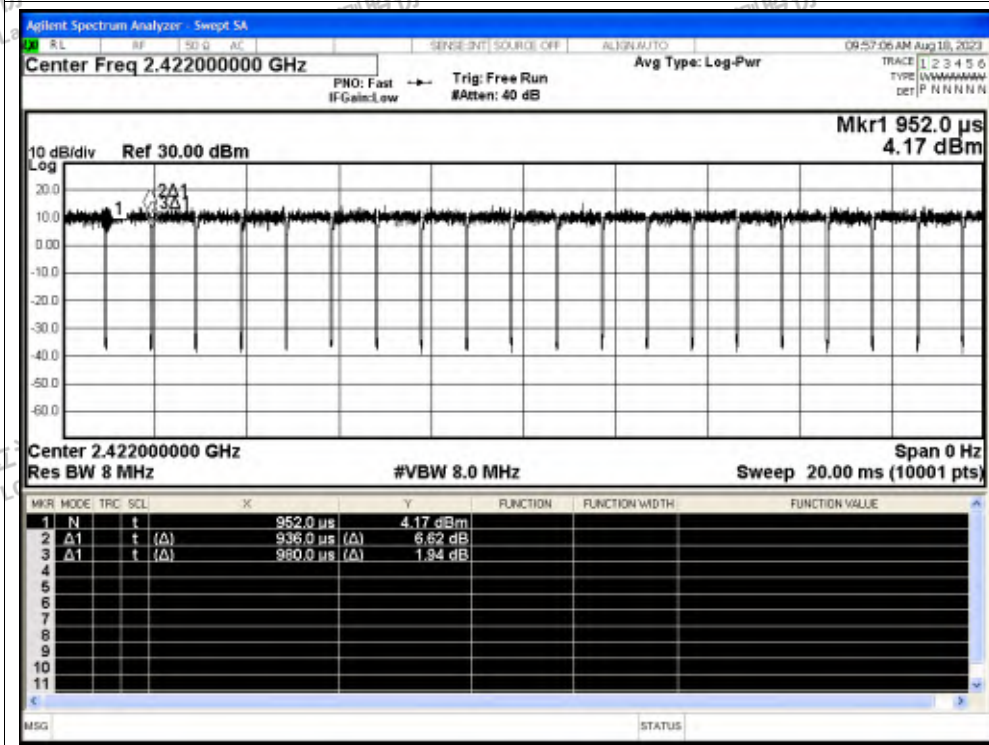 Agilent Spectrum Analyzer - Swept SA
RL RF 50 Ω AC SENSE:INT SOURCE OFF ALIGN AUTO 09:57:06 AM Aug 18, 2023
Center Freq 2.422000000 GHz
PNO: Fast
IFGain:Low
Trig: Free Run
#Atten: 40 dB
Avg Type: Log-Pwr
TRACE 1 2 3 4 5 6
TYPE
DET P N N N N N
Mkr1 952.0 µs
4.17 dBm
10 dB/div Ref 30.00 dBm
Log
20.0
10.0
0.00
-10.0
-20.0
-30.0
-40.0
-50.0
-60.0
1
2Δ1
3Δ1
Center 2.422000000 GHz Span 0 Hz
Res BW 8 MHz #VBW 8.0 MHz Sweep 20.00 ms (10001 pts)
MKR MODE TRC SCL X Y FUNCTION FUNCTION WIDTH FUNCTION VALUE
1 N t 952.0 µs 4.17 dBm
2 Δ1 t (Δ) 936.0 µs (Δ) 6.62 dB
3 Δ1 t (Δ) 980.0 µs (Δ) 1.94 dB
4
5
6
7
8
9
10
11
MSG STATUS